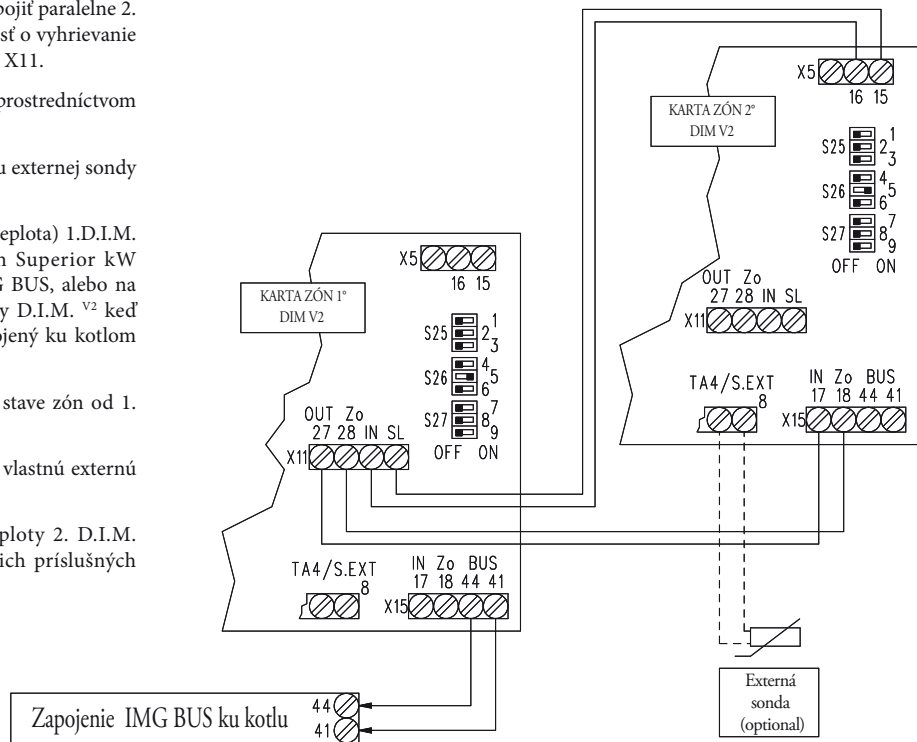 pojiť paralelne 2.
sť o vyhrievanie
X11.
prostredníctvom
u externej sondy
eplota) 1.D.I.M.
n Superior kW
G BUS, alebo na
y D.I.M. V2 keď
ojený ku kotlom
stave zón od 1.
vlastnú externú
ploty 2. D.I.M.
ich príslušných
KARTA ZÓN 1°
DIM V2
X5
16 15
S25
1
2
3
S26
4
5
6
S27
7
8
9
OFF ON
OUT Zo
27 28 IN SL
X11
TA4/S.EXT
8
IN Zo BUS
17 18 44 41
X15
Zapojenie IMG BUS ku kotlu
44
41
KARTA ZÓN 2°
DIM V2
X5
16 15
S25
1
2
3
S26
4
5
6
S27
7
8
9
OFF ON
OUT Zo
27 28 IN SL
X11
TA4/S.EXT
8
IN Zo BUS
17 18 44 41
X15
Externá
sonda
(optional)